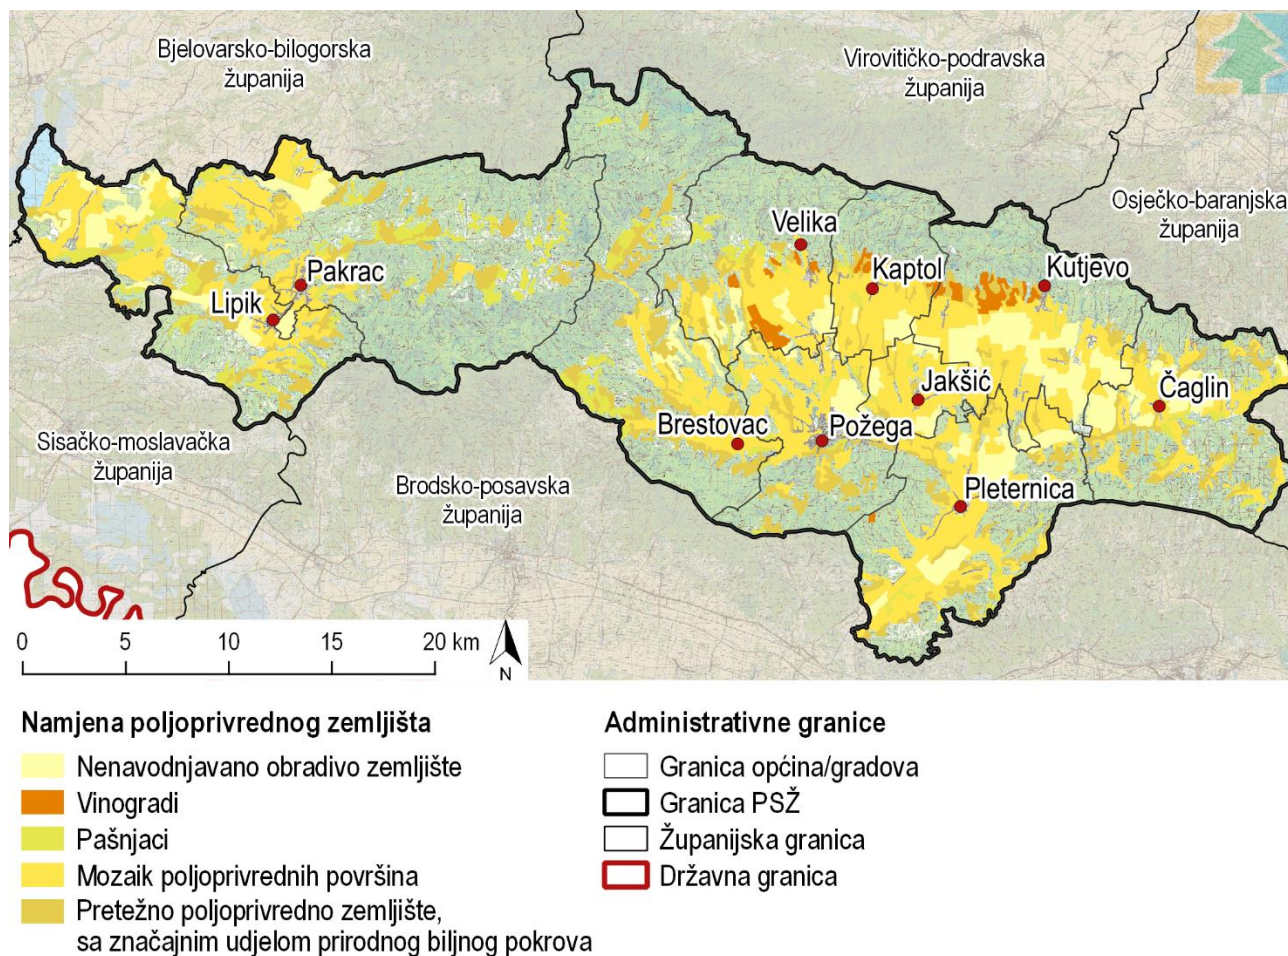 Bjelovarsko-bilogorska
županija
Virovitičko-podravska
županija
Osječko-baranjska
županija
Velika
Kaptol
Kutjevo
Pakrac
Lipik
Jakšić
Čaglin
Brestovac
Požega
Sisačko-moslavačka
županija
Brodsko-posavska
županija
Pleternica
0 5 10 15 20 km
N
Namjena poljoprivrednog zemljišta
Nenavodnjavano obradivo zemljište
Vinogradi
Pašnjaci
Mozaik poljoprivrednih površina
Pretežno poljoprivredno zemljište,
sa značajnim udjelom prirodnog biljnog pokrova
Administrativne granice
Granica općina/gradova
Granica PSŽ
Županijska granica
Državna granica